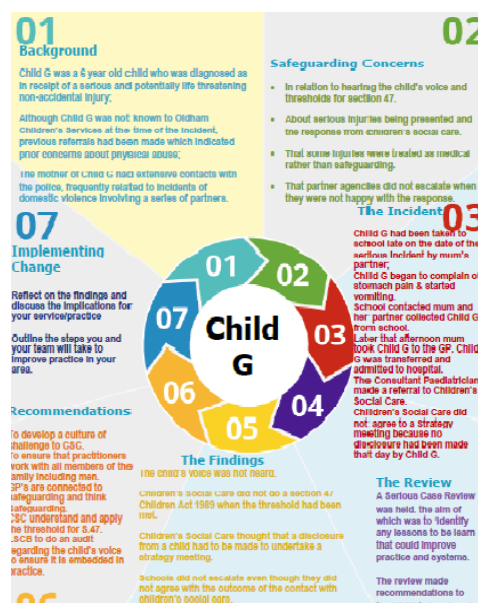 01
Background
Child G was a 6 year old child who was diagnosed as
in receipt of a serious and potentially life threatening
non-accidental injury;
Although Child G was not known to Oldham
Children's Services at the time of the incident,
previous referrals had been made which indicated
prior concerns about physical abuse;
The mother of Child G had extensive contacts with
the police, frequently related to incidents of
domestic violence involving a series of partners.
02
Safeguarding Concerns
• In relation to hearing the child's voice and
thresholds for section 47.
• About serious injuries being presented and
the response from children's social care.
• That some injuries were treated as medical
rather than safeguarding.
• That partner agencies did not escalate when
they were not happy with the response.
03
The Incident
Child G had been taken to
school late on the date of the
serious incident by mum's
partner;
Child G began to complain o
stomach pain & started
vomiting.
School contacted mum and
her partner collected Child G
from school.
Later that afternoon mum
took Child G to the GP. Child
G was transferred and
admitted to hospital.
The Consultant Paediatrician
made a referral to Children's
Social Care.
Children's Social Care did
not agree to a Strategy
meeting because no
disclosure had been made
that day by Child G.
The Review
A Serious Case Review
was held, the aim of
which was to 'identify
any lessons to be learn
that could improve
practice and systems.
The review made
recommendations to
The Findings
The child's voice was not heard.
Children's Social Care did not do a section 47
Children Act 1989 when the threshold had been
met.
Children's Social Care thought that a disclosure
from a child had to be made to undertake a
strategy meeting.
Schools did not escalate even though they did
not agree with the outcome of the contact with
children's social care.
06
Recommendations
To develop a culture of
challenge to CSC.
To ensure that practitioners
work with all members of the
family including men.
GP's are connected to
safeguarding and think
Safeguarding.
CSC understand and apply
the threshold for S.47.
LSCB to do an audit
regarding the child's voice
to ensure it is embedded in
practice.
07
Implementing
Change
Reflect on the findings and
discuss the implications for
your service/practice
Outline the steps you and
your team will take to
improve practice in your
area.
01
02
03
04
05
06
07
Child
G